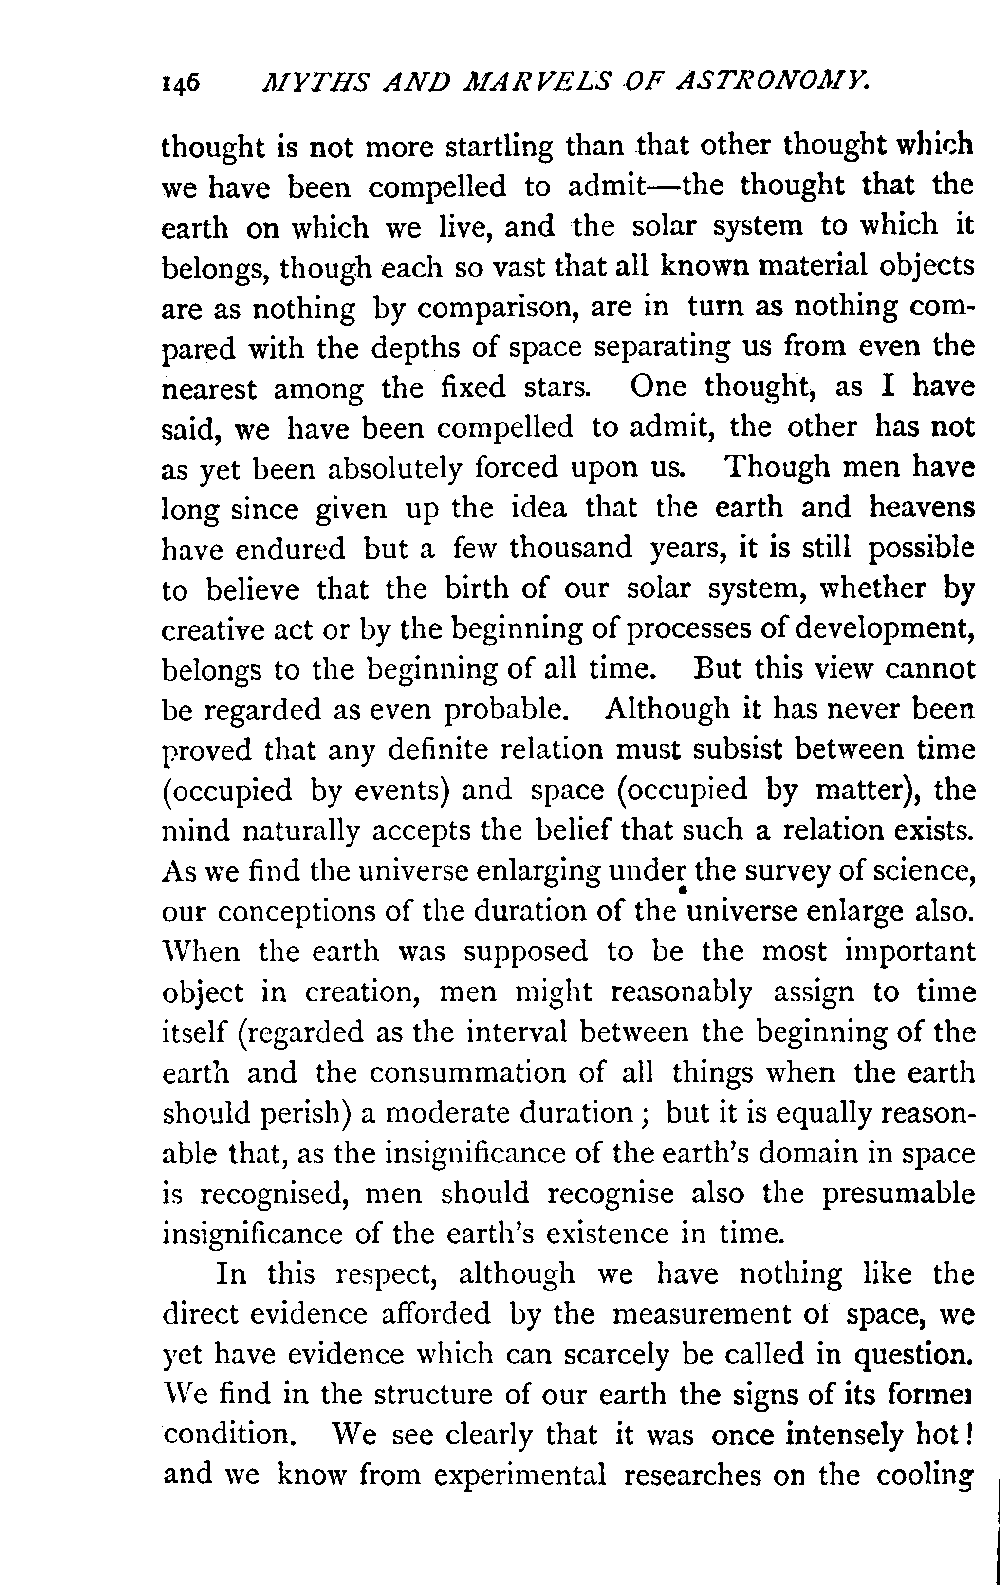 146 MYTHS AND MARVELS OF ASTRONOMY.
thought is not more startling than that other thought which
we have been compelled to admit—the thought that the
earth on which we live, and the solar system to which it
belongs, though each so vast that all known material objects
are as nothing by comparison, are in turn as nothing com-
pared with the depths of space separating us from even the
nearest among the fixed stars. One thought, as I have
said, we have been compelled to admit, the other has not
as yet been absolutely forced upon us. Though men have
long since given up the idea that the earth and heavens
have endured but a few thousand years, it is still possible
to believe that the birth of our solar system, whether by
creative act or by the beginning of processes of development,
belongs to the beginning of all time. But this view cannot
be regarded as even probable. Although it has never been
proved that any definite relation must subsist between time
(occupied by events) and space (occupied by matter), the
mind naturally accepts the belief that such a relation exists.
As we find the universe enlarging under the survey of science,
our conceptions of the duration of the universe enlarge also.
When the earth was supposed to be the most important
object in creation, men might reasonably assign to time
itself (regarded as the interval between the beginning of the
earth and the consummation of all things when the earth
should perish) a moderate duration ; but it is equally reason-
able that, as the insignificance of the earth's domain in space
is recognised, men should recognise also the presumable
insignificance of the earth's existence in time.
In this respect, although we have nothing like the
direct evidence afforded by the measurement of space, we
yet have evidence which can scarcely be called in question.
We find in the structure of our earth the signs of its former
condition. We see clearly that it was once intensely hot!
and we know from experimental researches on the cooling